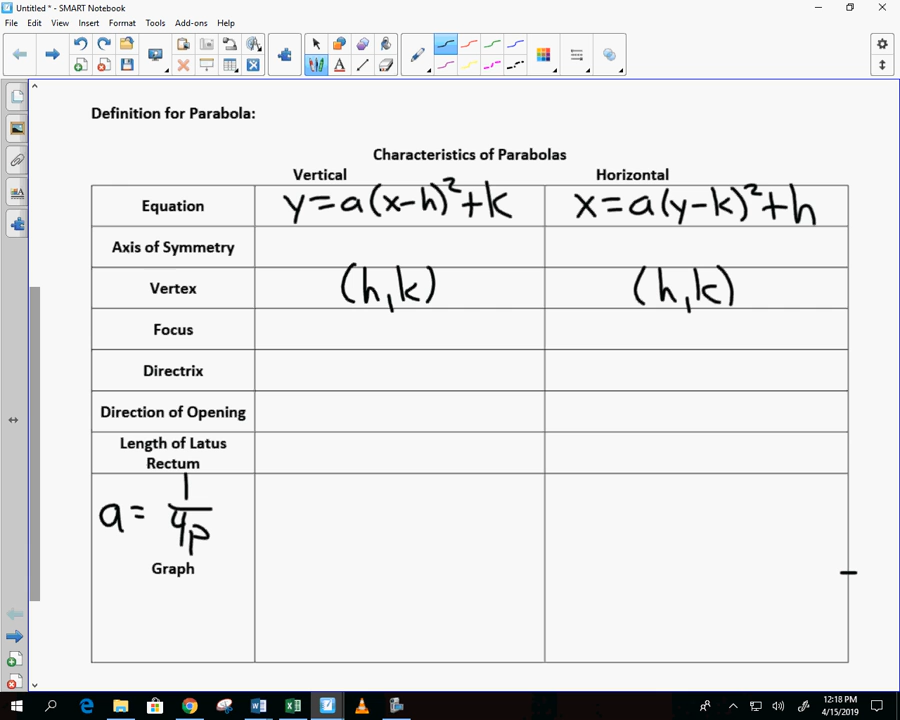 Untitled * - SMART Notebook
File Edit View Insert Format Tools Add-ons Help
Definition for Parabola:
Characteristics of Parabolas
Vertical Horizontal
Equation y=a(x-h)²+k x=a(y-k)²+h
Axis of Symmetry
Vertex (h,k) (h,k)
Focus
Directrix
Direction of Opening
Length of Latus
Rectum
a= 1/4p
Graph
12:18 PM
4/15/2019